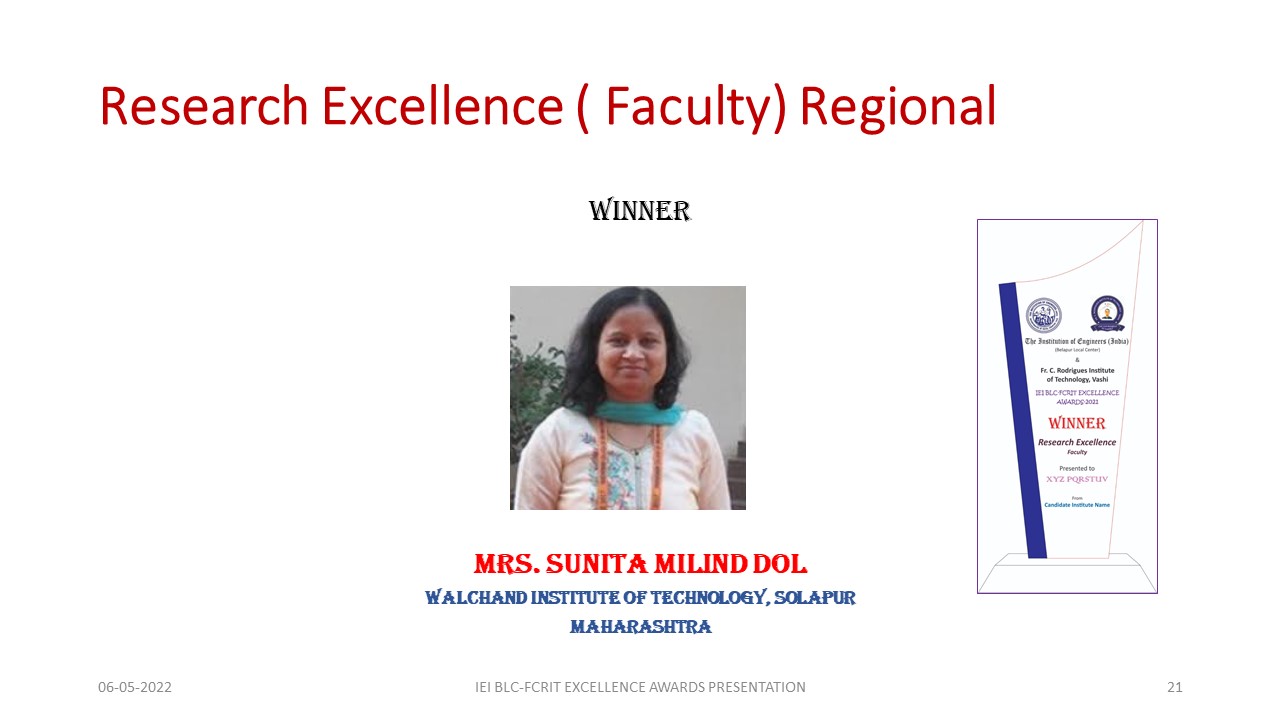 Research Excellence ( Faculty) Regional
WINNER
The Institution of Engineers (India)
(Belapur Local Center)
&
Fr. C. Rodrigues Institute
of Technology, Vashi
IEI BLC-FCRIT EXCELLENCE
AWARDS 2021
WINNER
Research Excellence
Faculty
Presented to
XYZ PQRSTUV
From
Candidate Institute Name
MRS. SUNITA MILIND DOL
WALCHAND INSTITUTE OF TECHNOLOGY, SOLAPUR
MAHARASHTRA
06-05-2022
IEI BLC-FCRIT EXCELLENCE AWARDS PRESENTATION
21